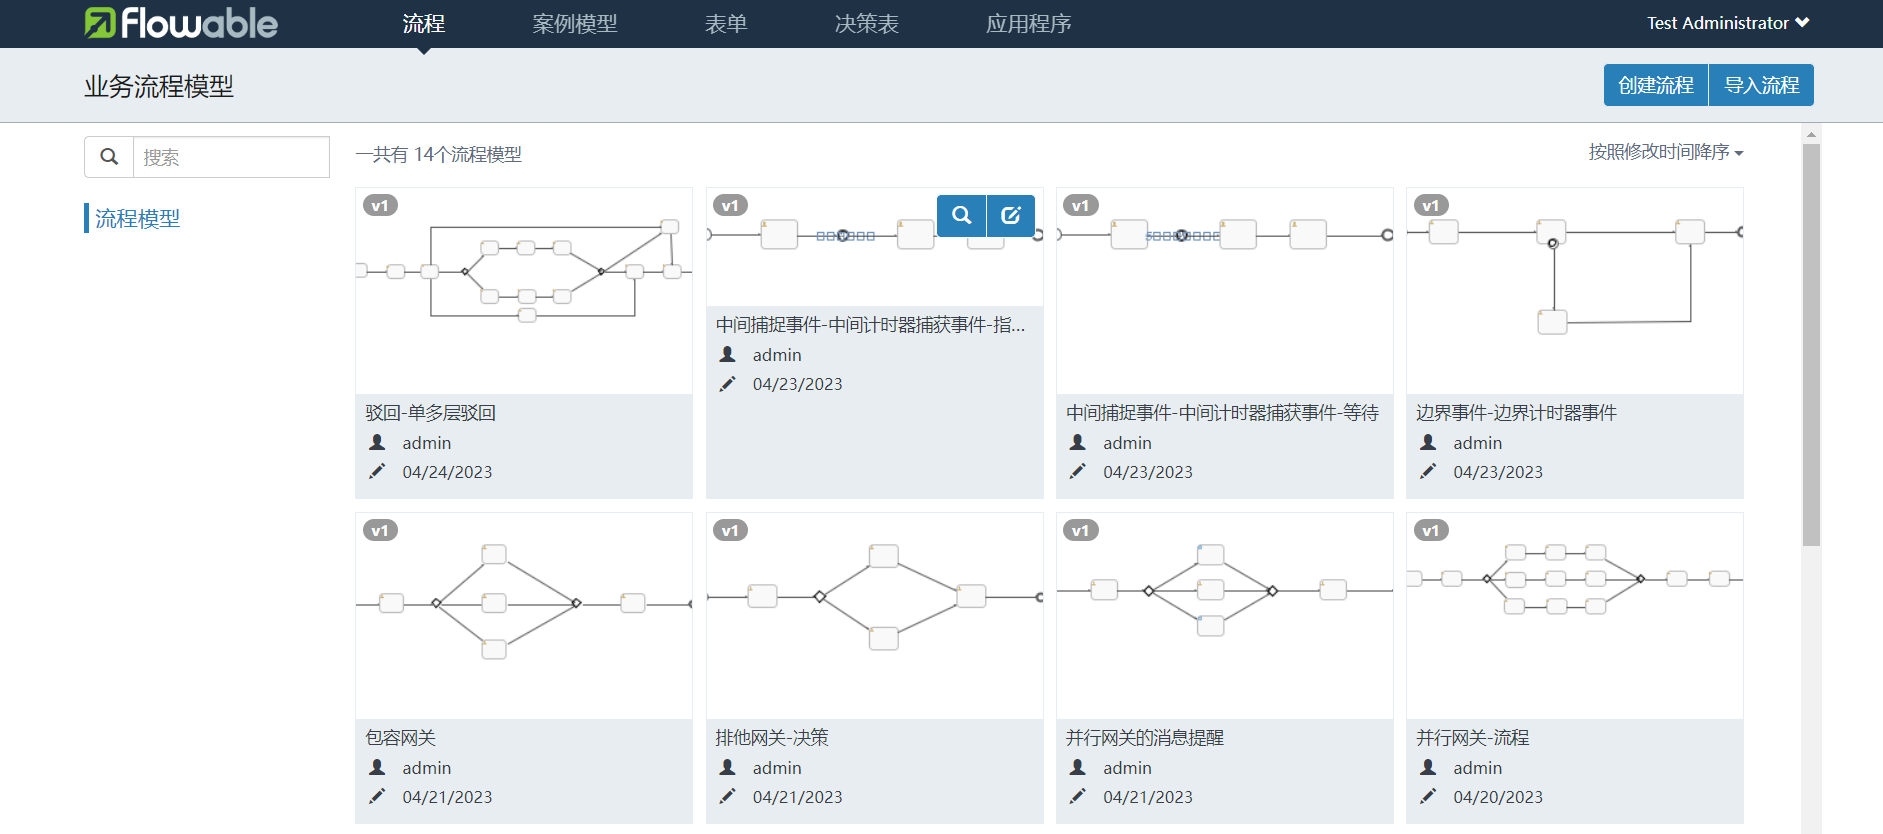 flowable
流程
案例模型
表单
决策表
应用程序
Test Administrator
业务流程模型
创建流程
导入流程
搜索
一共有 14个流程模型
按照修改时间降序
流程模型
v1
驳回-单多层驳回
admin
04/24/2023
v1
中间捕捉事件-中间计时器捕获事件-指...
admin
04/23/2023
v1
中间捕捉事件-中间计时器捕获事件-等待
admin
04/23/2023
v1
边界事件-边界计时器事件
admin
04/23/2023
v1
包容网关
admin
04/21/2023
v1
排他网关-决策
admin
04/21/2023
v1
并行网关的消息提醒
admin
04/21/2023
v1
并行网关-流程
admin
04/20/2023